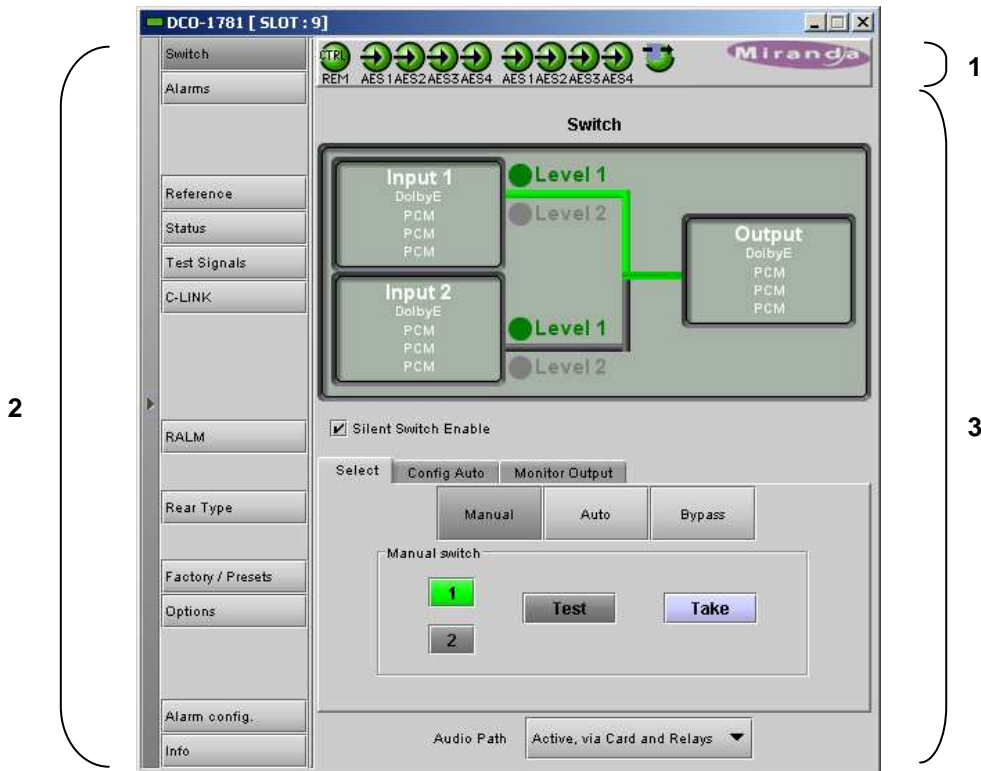 DCO-1781 [ SLOT : 9]
Switch
Alarms
Reference
Status
Test Signals
C-LINK
RALM
Rear Type
Factory / Presets
Options
Alarm config.
Info
CTRL
REM AES1 AES2 AES3 AES4 AES1 AES2 AES3 AES4
Miranda
Switch
Input 1
DolbyE
PCM
PCM
PCM
Level 1
Level 2
Input 2
DolbyE
PCM
PCM
PCM
Level 1
Level 2
Output
DolbyE
PCM
PCM
PCM
Silent Switch Enable
Select Config Auto Monitor Output
Manual Auto Bypass
Manual switch
1
2
Test Take
Audio Path Active, via Card and Relays
1
2
3